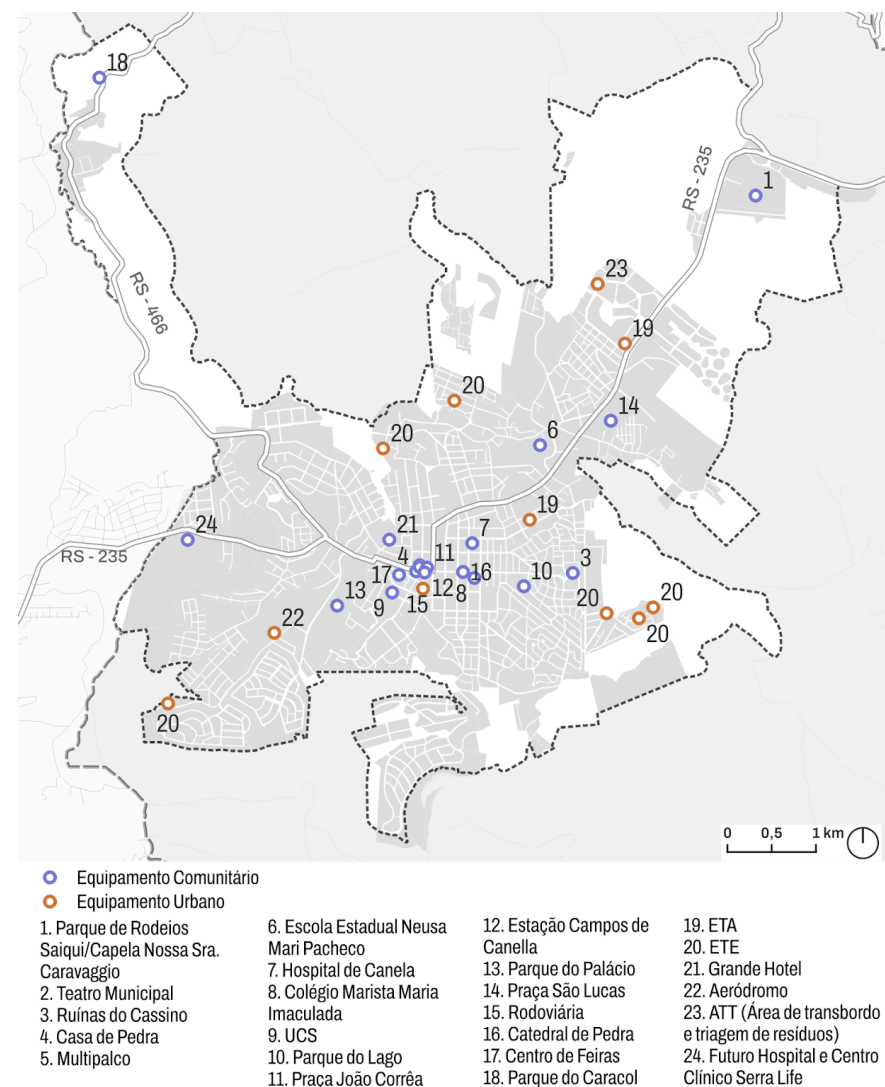 18
1
RS - 235
23
RS - 466
19
20
14
6
20
19
24
21
7
RS - 235
4
11
3
17
16
10
13
12
8
9
15
20
20
22
20
20
0 0,5 1 km
Equipamento Comunitário
Equipamento Urbano
1. Parque de Rodeios
Saiqui/Capela Nossa Sra.
Caravaggio
2. Teatro Municipal
3. Ruínas do Cassino
4. Casa de Pedra
5. Multipalco
6. Escola Estadual Neusa
Mari Pacheco
7. Hospital de Canela
8. Colégio Marista Maria
Imaculada
9. UCS
10. Parque do Lago
11. Praça João Corrêa
12. Estação Campos de
Canella
13. Parque do Palácio
14. Praça São Lucas
15. Rodoviária
16. Catedral de Pedra
17. Centro de Feiras
18. Parque do Caracol
19. ETA
20. ETE
21. Grande Hotel
22. Aeródromo
23. ATT (Área de transbordo
e triagem de resíduos)
24. Futuro Hospital e Centro
Clínico Serra Life